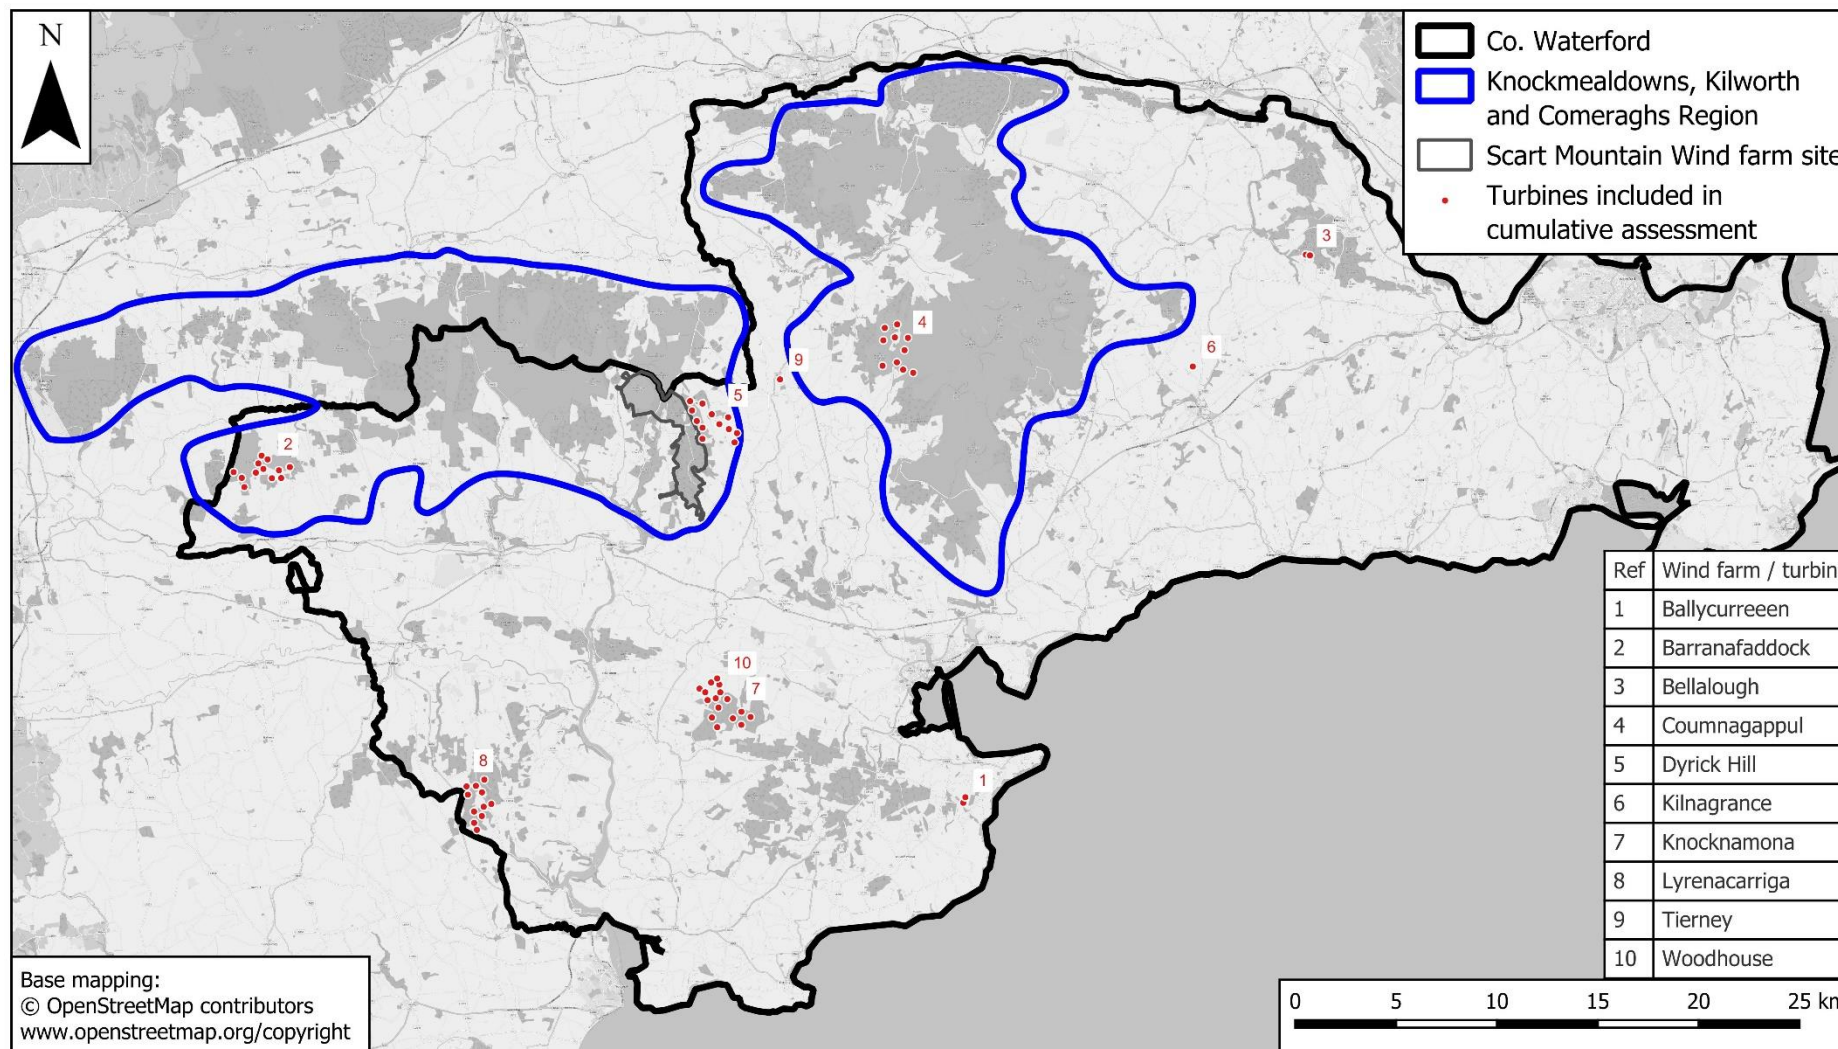 N
Co. Waterford
Knockmealdowns, Kilworth
and Comeraghs Region
Scart Mountain Wind farm site
Turbines included in
cumulative assessment
3
4
6
9
5
2
10
7
8
1
Ref Wind farm / turbin
1 Ballycurreeen
2 Barranafaddock
3 Bellalough
4 Coumnagappul
5 Dyrick Hill
6 Kilnagrance
7 Knocknamona
8 Lyrenacarriga
9 Tierney
10 Woodhouse
Base mapping:
© OpenStreetMap contributors
www.openstreetmap.org/copyright
0 5 10 15 20 25 km